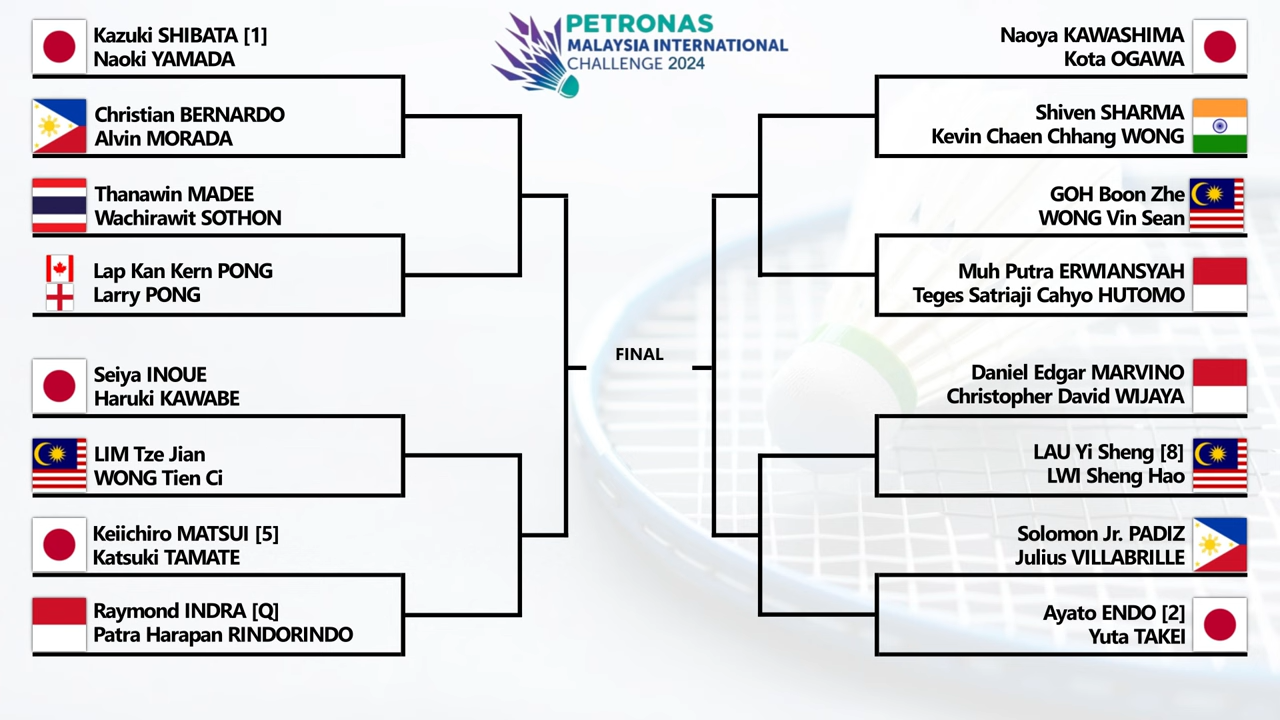 PETRONAS
MALAYSIA INTERNATIONAL
CHALLENGE 2024
Kazuki SHIBATA [1]
Naoki YAMADA
Christian BERNARDO
Alvin MORADA
Thanawin MADEE
Wachirawit SOTHON
Lap Kan Kern PONG
Larry PONG
Seiya INOUE
Haruki KAWABE
LIM Tze Jian
WONG Tien Ci
Keiichiro MATSUI [5]
Katsuki TAMATE
Raymond INDRA [Q]
Patra Harapan RINDORINDO
FINAL
Naoya KAWASHIMA
Kota OGAWA
Shiven SHARMA
Kevin Chaen Chhang WONG
GOH Boon Zhe
WONG Vin Sean
Muh Putra ERWIANSYAH
Teges Satriaji Cahyo HUTOMO
Daniel Edgar MARVINO
Christopher David WIJAYA
LAU Yi Sheng [8]
LWI Sheng Hao
Solomon Jr. PADIZ
Julius VILLABRILLE
Ayato ENDO [2]
Yuta TAKEI